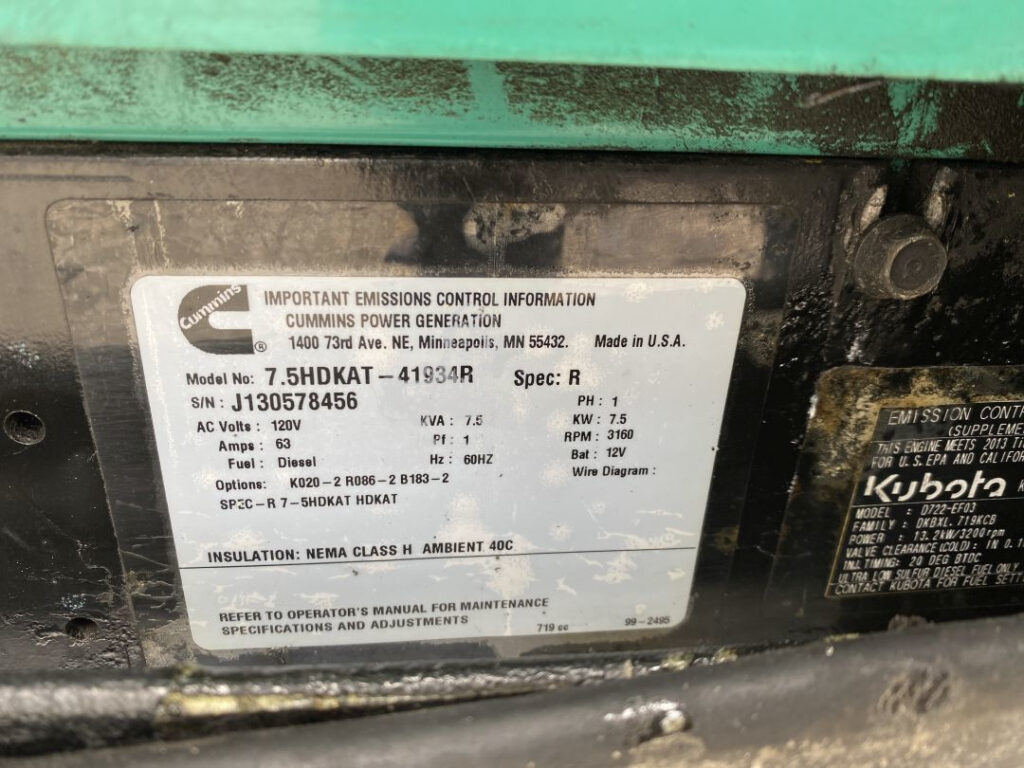 Cummins
IMPORTANT EMISSIONS CONTROL INFORMATION
CUMMINS POWER GENERATION
® 1400 73rd Ave. NE, Minneapolis, MN 55432. Made in U.S.A.
Model No: 7.5HDKAT-41934R Spec: R
S/N: J130578456 PH: 1
AC Volts: 120V KVA: 7.5 KW: 7.5
Amps: 63 Pf: 1 RPM: 3160
Fuel: Diesel Hz: 60HZ Bat: 12V
Options: K020-2 R086-2 B183-2 Wire Diagram:
SPEC-R 7-5HDKAT HDKAT
INSULATION: NEMA CLASS H AMBIENT 40C
REFER TO OPERATOR'S MANUAL FOR MAINTENANCE
SPECIFICATIONS AND ADJUSTMENTS 719 cc 99-2495
EMISSION
THIS ENGINE MEETS 2013
FOR U.S. EPA AND
Kubota
MODEL: D722-EF03
FAMILY: DKBXL.719KCB
POWER: 13.2kW/3200rpm
VALVE CLEARANCE(COLD): IN
INJ. TIMING: 20 DEG BTDC
ULTRA LOW SULFUR DIESEL FUEL ONLY
CONTACT KUBOTA FOR FUEL